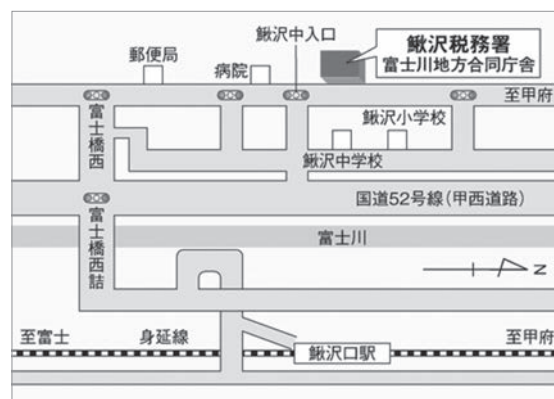 鰍沢中入口
鰍沢税務署
富士川地方合同庁舎
郵便局
病院
至甲府
富士橋西
鰍沢小学校
鰍沢中学校
国道52号線（甲西道路）
富士橋西詰
富士川
N
至富士
身延線
至甲府
鰍沢口駅